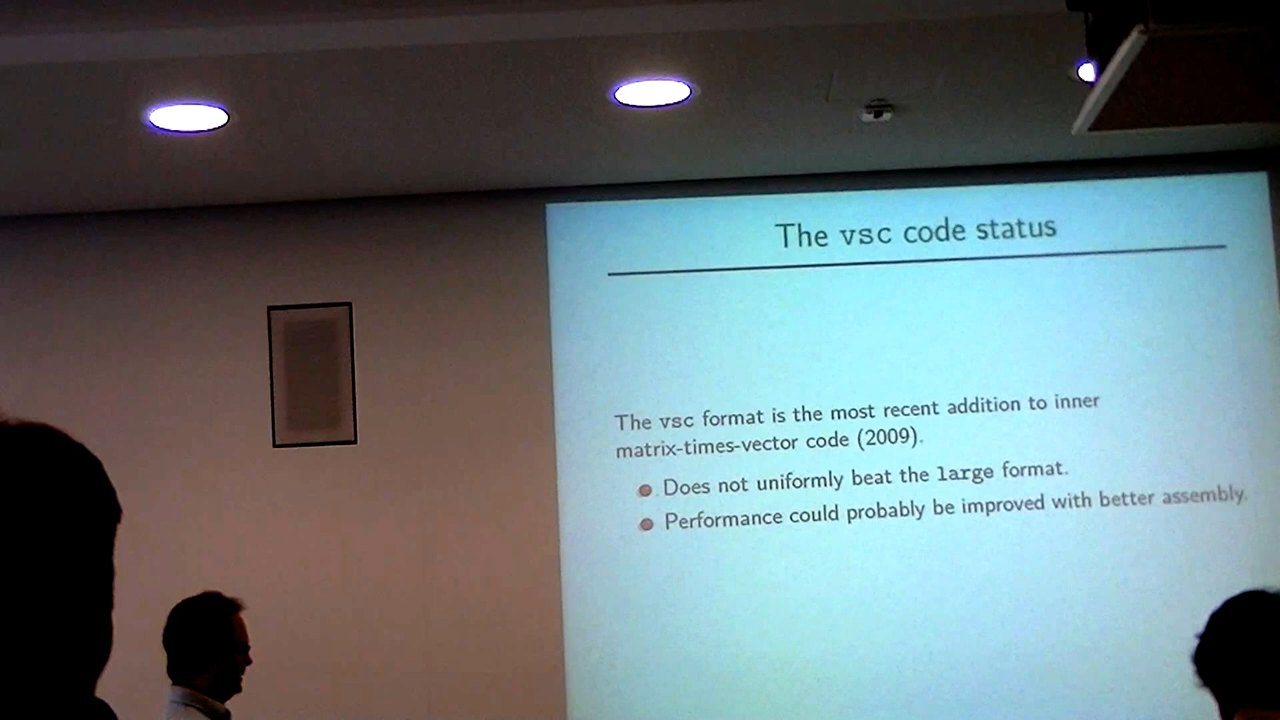 The vsc code status
The vsc format is the most recent addition to inner
matrix-times-vector code (2009).
Does not uniformly beat the large format.
Performance could probably be improved with better assembly.